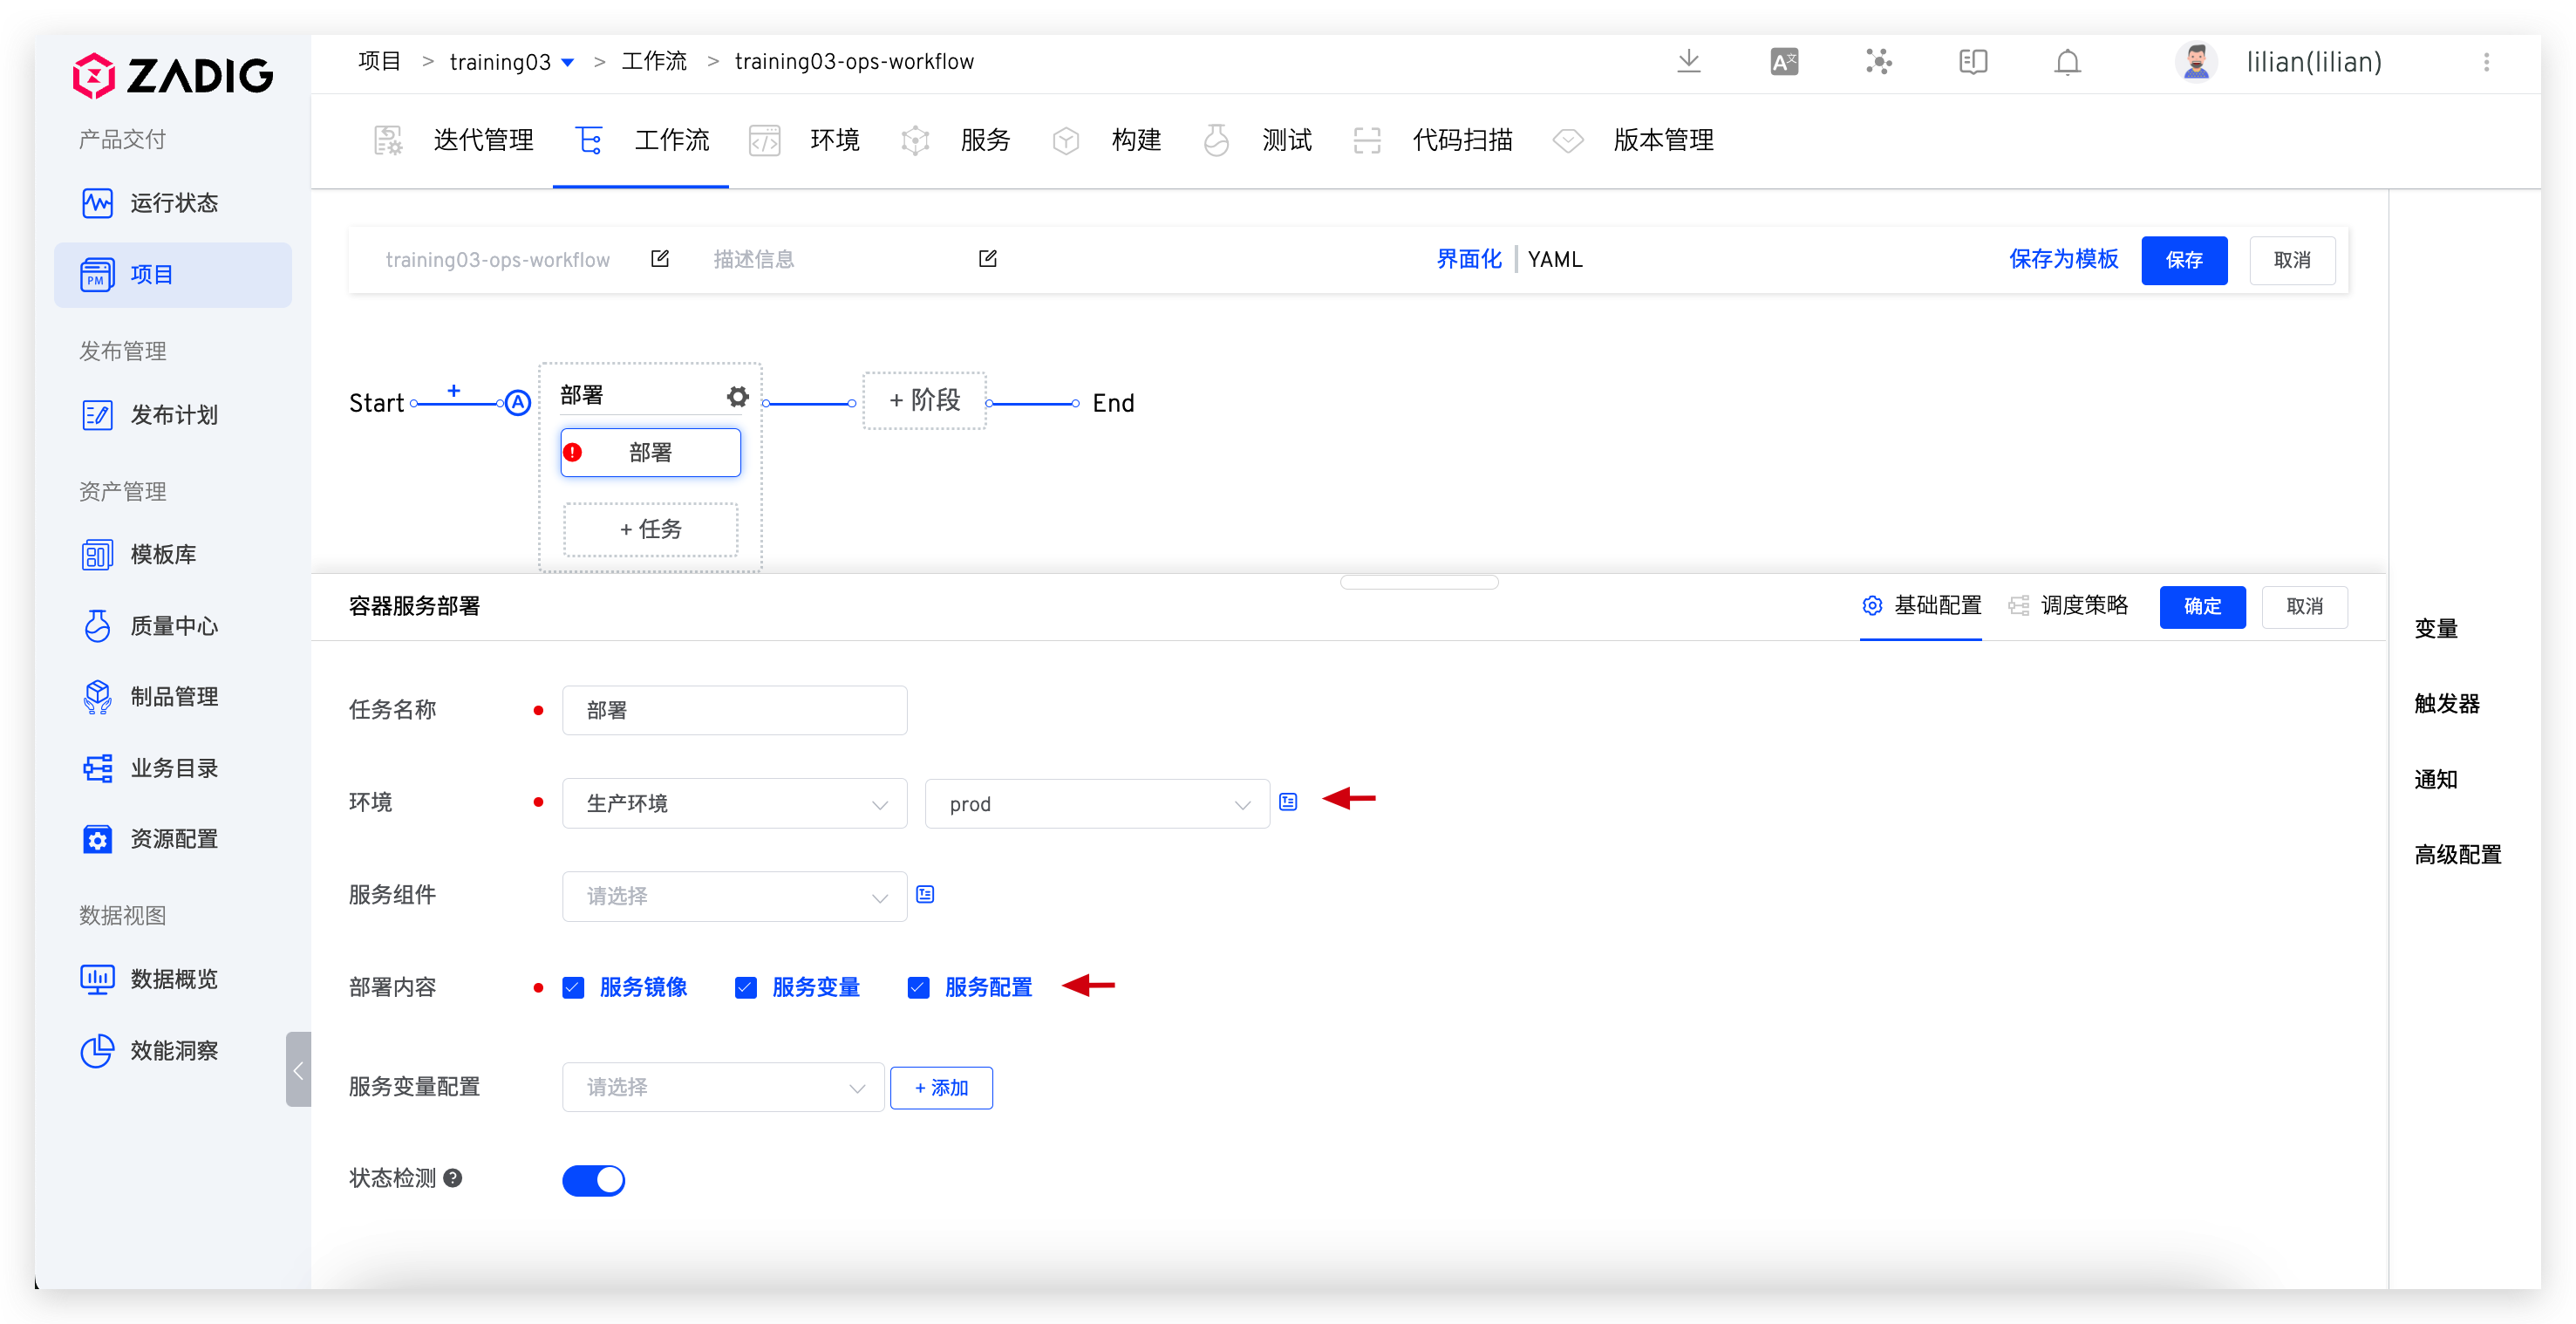 ZADIG
项目 > training03 > 工作流 > training03-ops-workflow
lilian(lilian)
迭代管理 工作流 环境 服务 构建 测试 代码扫描 版本管理
产品交付
运行状态
PM 项目
发布管理
发布计划
资产管理
模板库
质量中心
制品管理
业务目录
资源配置
数据视图
数据概览
效能洞察
training03-ops-workflow 描述信息 界面化 YAML 保存为模板 保存 取消
Start + A 部署 + 阶段 End
部署
+ 任务
容器服务部署 基础配置 调度策略 确定 取消
任务名称 部署
环境 生产环境 prod
服务组件 请选择
部署内容 服务镜像 服务变量 服务配置
服务变量配置 请选择 + 添加
状态检测 ?
变量
触发器
通知
高级配置